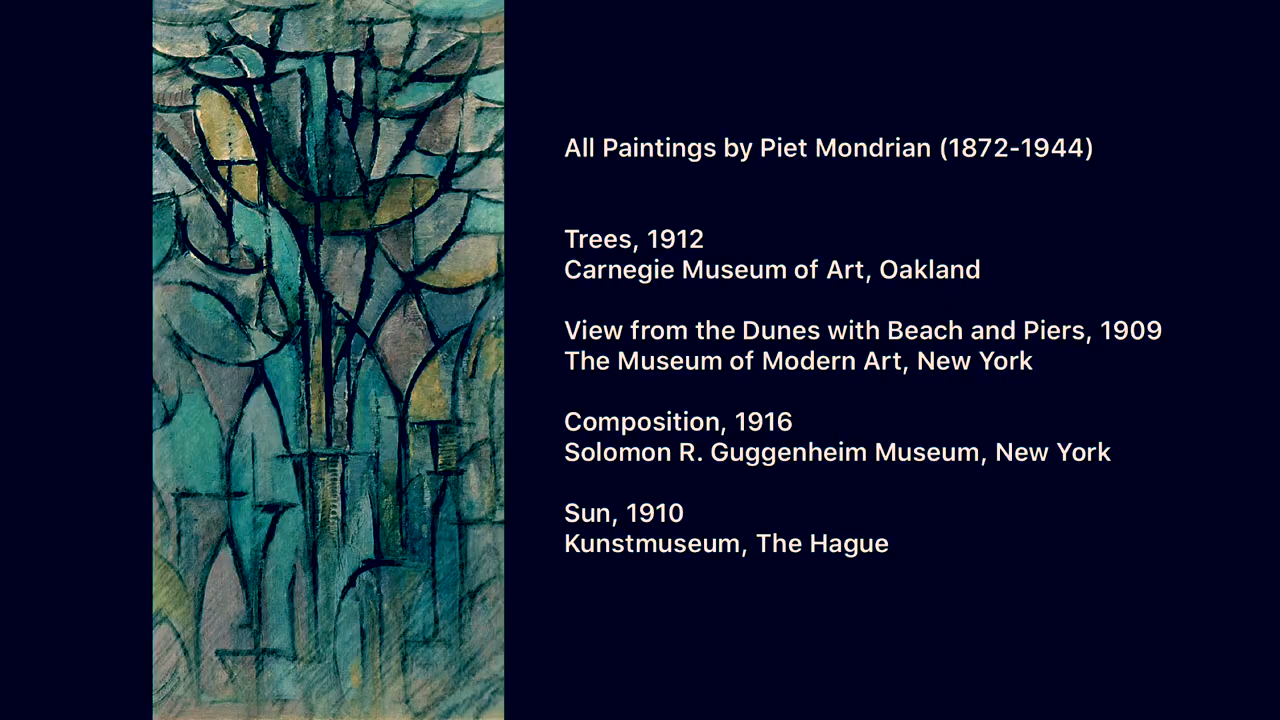 All Paintings by Piet Mondrian (1872-1944)
Trees, 1912
Carnegie Museum of Art, Oakland
View from the Dunes with Beach and Piers, 1909
The Museum of Modern Art, New York
Composition, 1916
Solomon R. Guggenheim Museum, New York
Sun, 1910
Kunstmuseum, The Hague